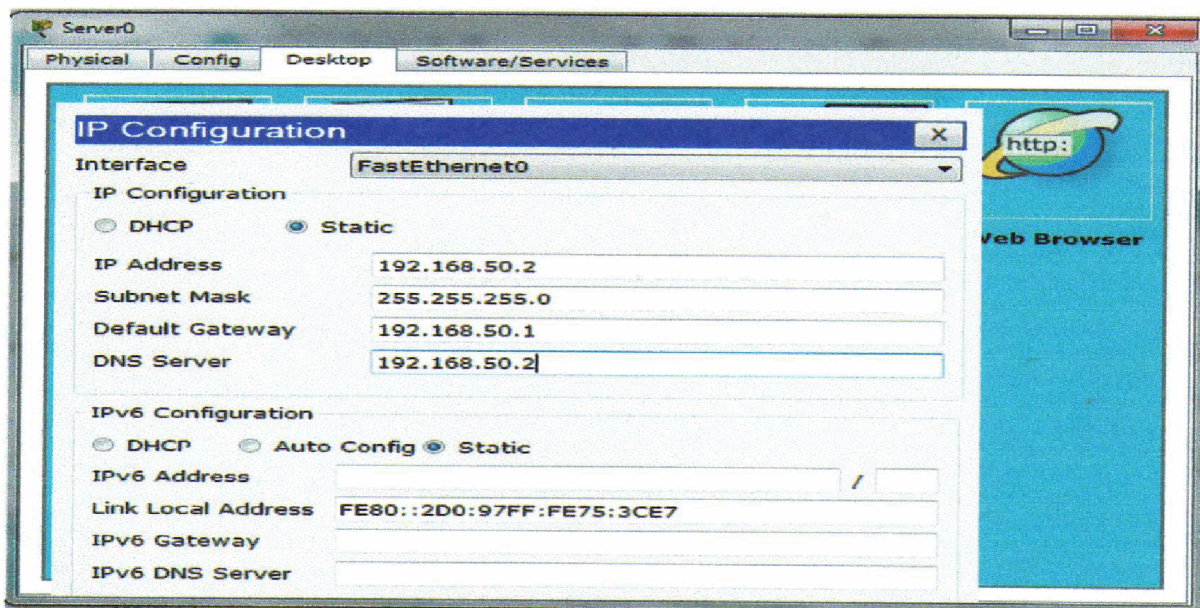 Server0
Physical Config Desktop Software/Services
IP Configuration X
http:
Interface FastEthernet0
IP Configuration
DHCP Static
Web Browser
IP Address 192.168.50.2
Subnet Mask 255.255.255.0
Default Gateway 192.168.50.1
DNS Server 192.168.50.2
IPv6 Configuration
DHCP Auto Config Static
IPv6 Address /
Link Local Address FE80::2D0:97FF:FE75:3CE7
IPv6 Gateway
IPv6 DNS Server